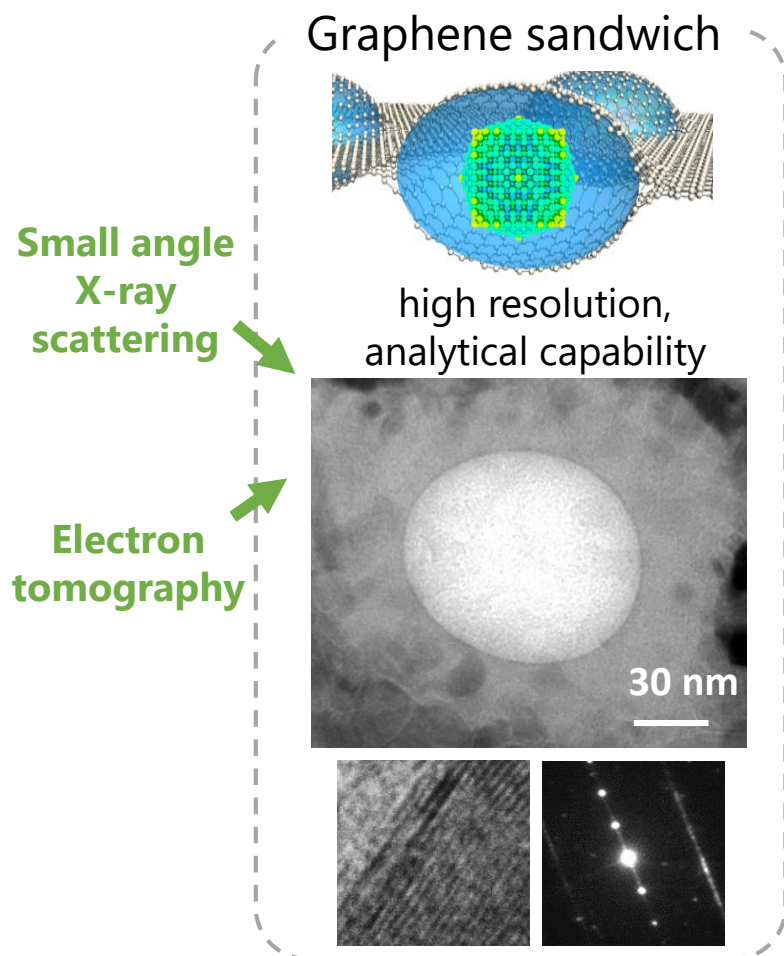 Graphene sandwich
high resolution,
analytical capability
Small angle
X-ray
scattering
Electron
tomography
30 nm